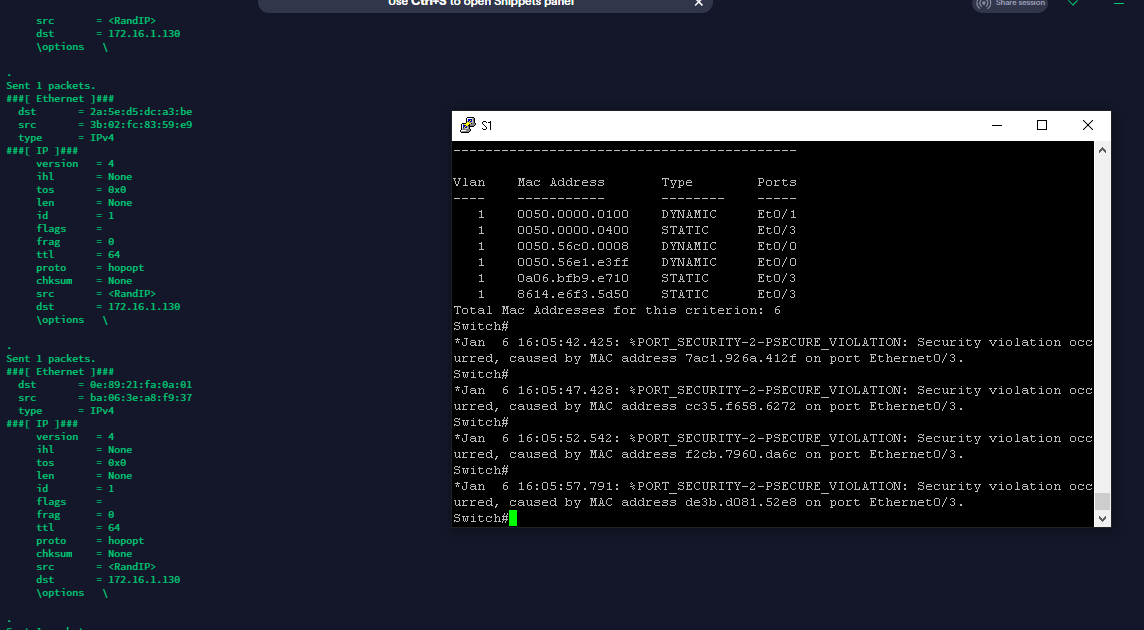 Use Ctrl+S to open Snippets panel
Share session
src = <RandIP>
dst = 172.16.1.130
\options \
.
Sent 1 packets.
###[ Ethernet ]###
dst = 2a:5e:d5:dc:a3:be
src = 3b:02:fc:83:59:e9
type = IPv4
###[ IP ]###
version = 4
ihl = None
tos = 0x0
len = None
id = 1
flags =
frag = 0
ttl = 64
proto = hopopt
chksum = None
src = <RandIP>
dst = 172.16.1.130
\options \
.
Sent 1 packets.
###[ Ethernet ]###
dst = 0e:89:21:fa:0a:01
src = ba:06:3e:a8:f9:37
type = IPv4
###[ IP ]###
version = 4
ihl = None
tos = 0x0
len = None
id = 1
flags =
frag = 0
ttl = 64
proto = hopopt
chksum = None
src = <RandIP>
dst = 172.16.1.130
\options \
.
S1
-------------------------------------------
Vlan Mac Address Type Ports
---- ----------- -------- -----
1 0050.0000.0100 DYNAMIC Et0/1
1 0050.0000.0400 STATIC Et0/3
1 0050.56c0.0008 DYNAMIC Et0/0
1 0050.56e1.e3ff DYNAMIC Et0/0
1 0a06.bfb9.e710 STATIC Et0/3
1 8614.e6f3.5d50 STATIC Et0/3
Total Mac Addresses for this criterion: 6
Switch#
*Jan 6 16:05:42.425: %PORT_SECURITY-2-PSECURE_VIOLATION: Security violation occ
urred, caused by MAC address 7ac1.926a.412f on port Ethernet0/3.
Switch#
*Jan 6 16:05:47.428: %PORT_SECURITY-2-PSECURE_VIOLATION: Security violation occ
urred, caused by MAC address cc35.f658.6272 on port Ethernet0/3.
Switch#
*Jan 6 16:05:52.542: %PORT_SECURITY-2-PSECURE_VIOLATION: Security violation occ
urred, caused by MAC address f2cb.7960.da6c on port Ethernet0/3.
Switch#
*Jan 6 16:05:57.791: %PORT_SECURITY-2-PSECURE_VIOLATION: Security violation occ
urred, caused by MAC address de3b.d081.52e8 on port Ethernet0/3.
Switch#